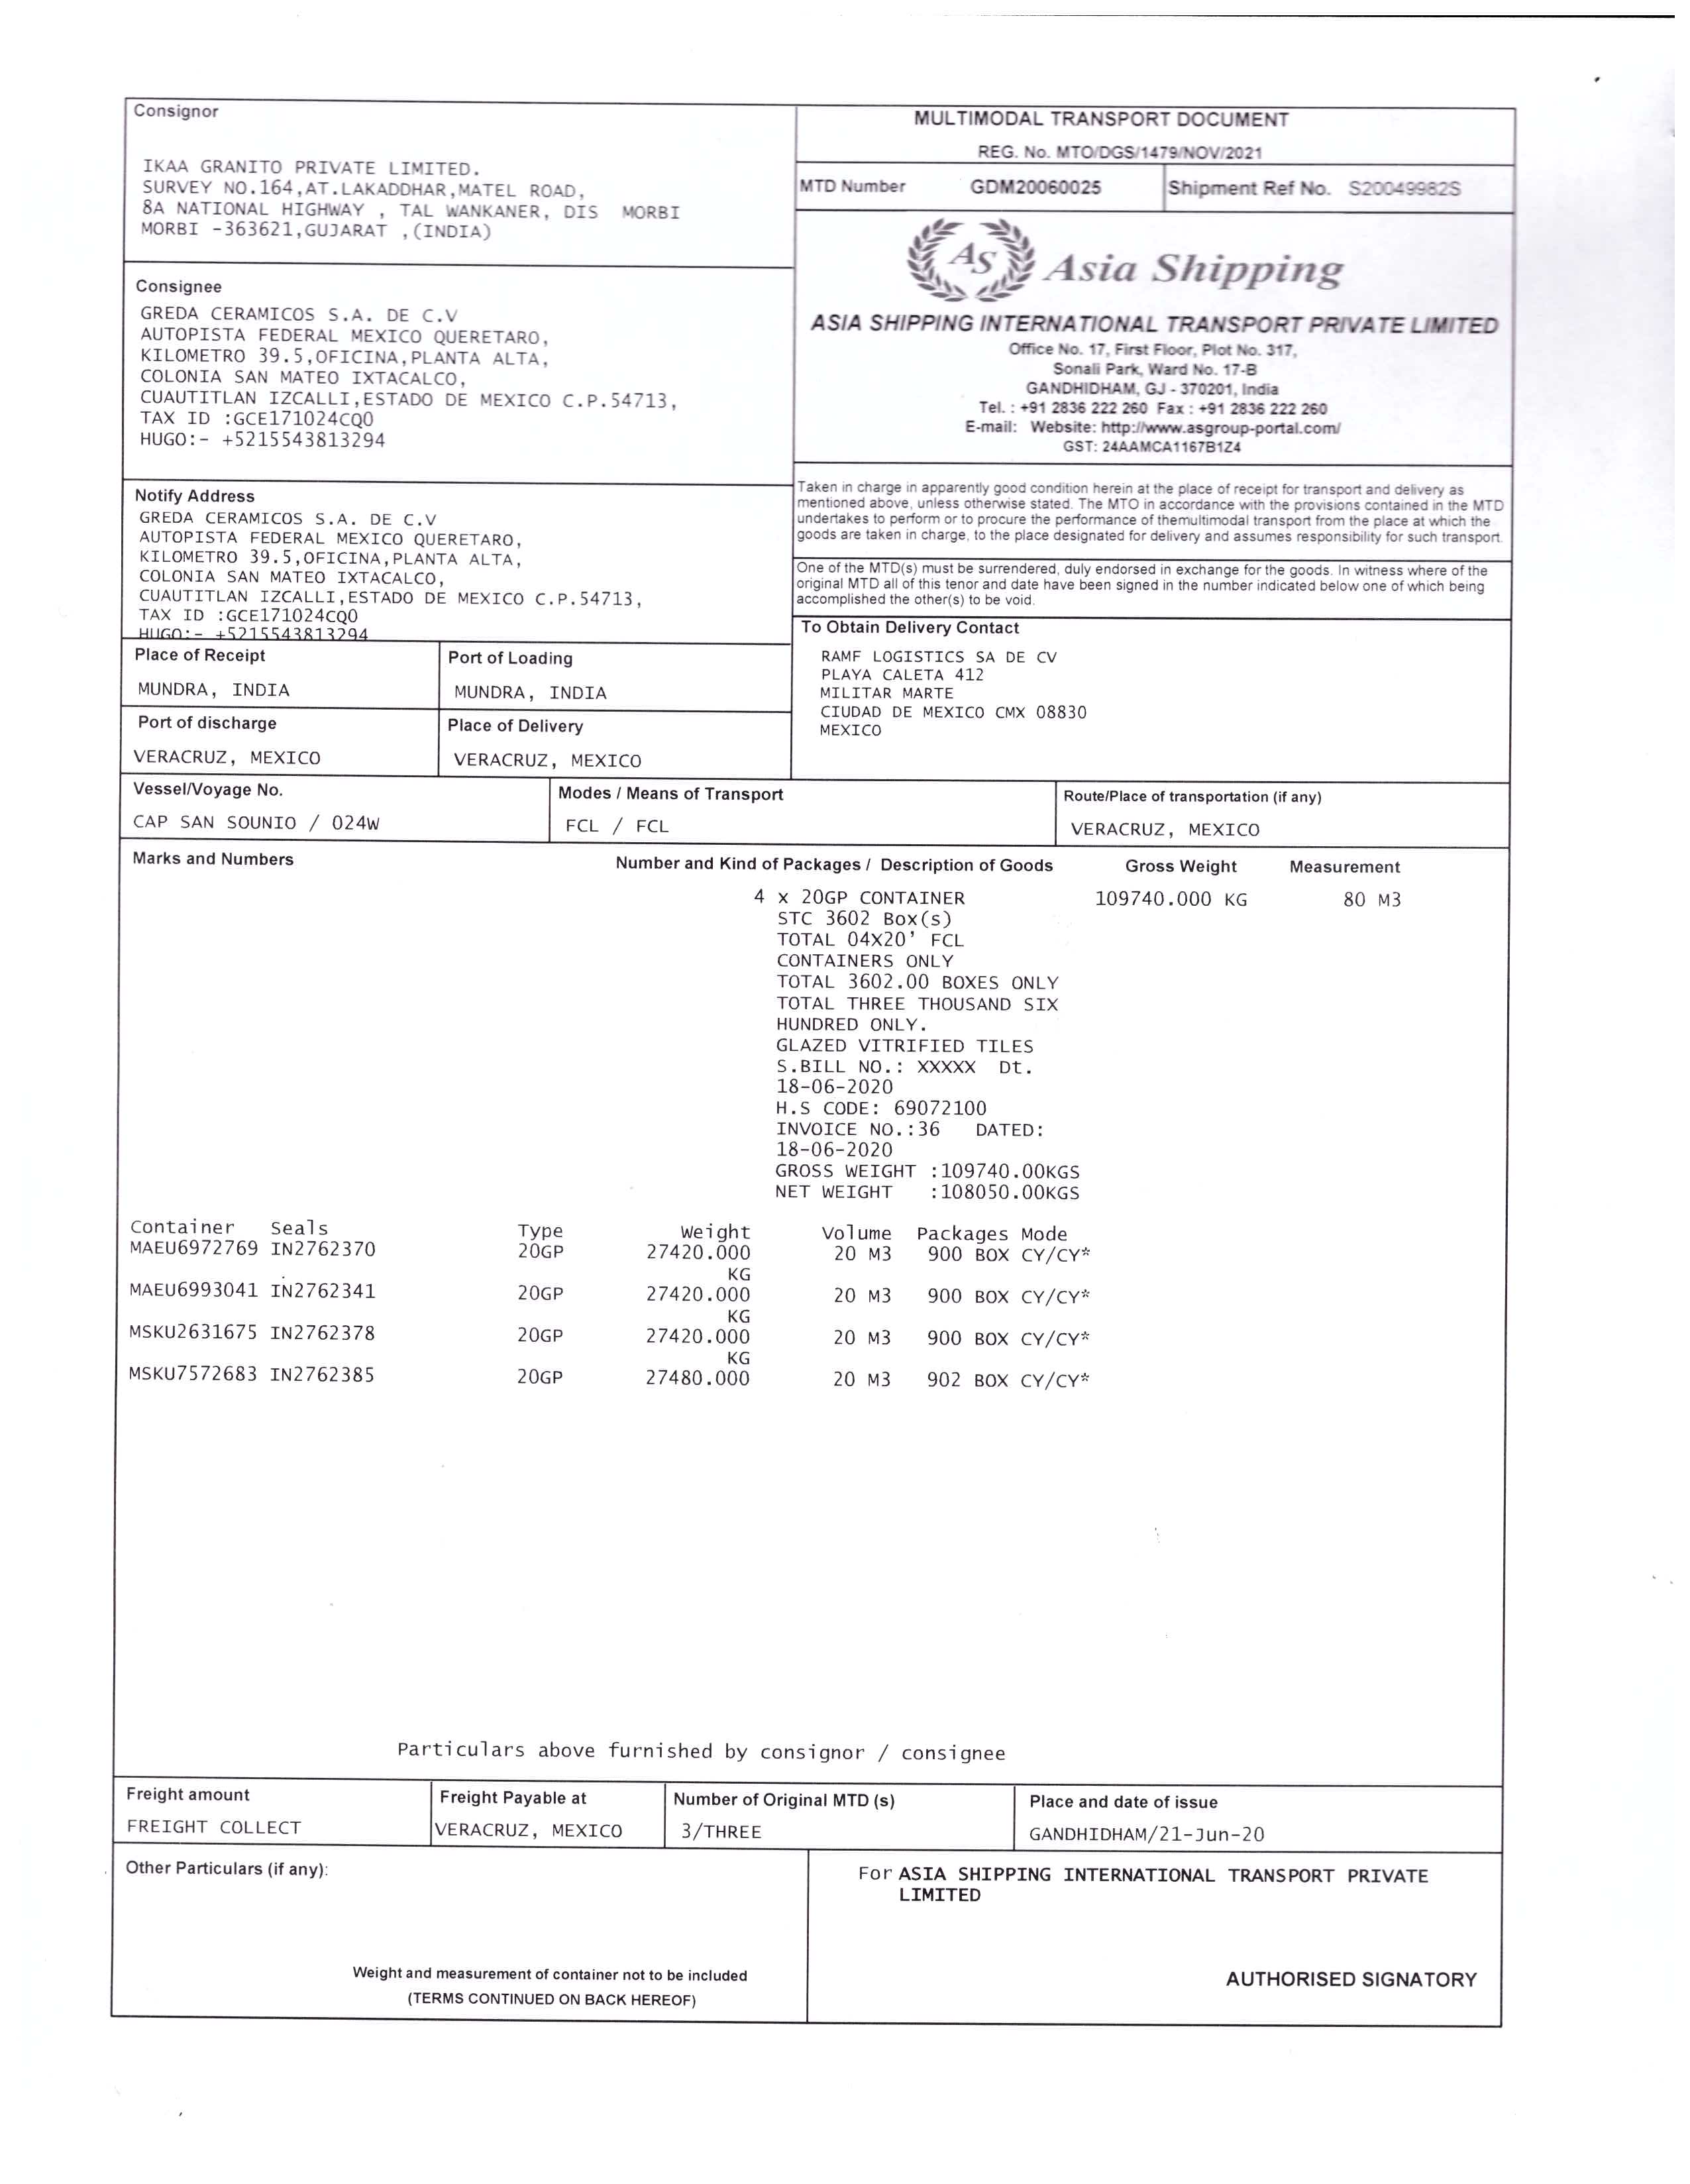 Consignor
IKAA GRANITO PRIVATE LIMITED.
SURVEY NO.164,AT.LAKADDHAR,MATEL ROAD,
8A NATIONAL HIGHWAY , TAL WANKANER, DIS MORBI
MORBI -363621,GUJARAT ,(INDIA)
MULTIMODAL TRANSPORT DOCUMENT
REG. No. MTO/DGS/1479/NOV/2021
MTD Number GDM20060025 Shipment Ref No. S20049982S
AS Asia Shipping
ASIA SHIPPING INTERNATIONAL TRANSPORT PRIVATE LIMITED
Office No. 17, First Floor, Plot No. 317,
Sonali Park, Ward No. 17-B
GANDHIDHAM, GJ - 370201, India
Tel. : +91 2836 222 260 Fax : +91 2836 222 260
E-mail: Website: http://www.asgroup-portal.com/
GST: 24AAMCA1167B1Z4
Consignee
GREDA CERAMICOS S.A. DE C.V
AUTOPISTA FEDERAL MEXICO QUERETARO,
KILOMETRO 39.5,OFICINA,PLANTA ALTA,
COLONIA SAN MATEO IXTACALCO,
CUAUTITLAN IZCALLI,ESTADO DE MEXICO C.P.54713,
TAX ID :GCE171024CQ0
HUGO:- +5215543813294
Notify Address
GREDA CERAMICOS S.A. DE C.V
AUTOPISTA FEDERAL MEXICO QUERETARO,
KILOMETRO 39.5,OFICINA,PLANTA ALTA,
COLONIA SAN MATEO IXTACALCO,
CUAUTITLAN IZCALLI,ESTADO DE MEXICO C.P.54713,
TAX ID :GCE171024CQ0
HUGO:- +5215543813294
Taken in charge in apparently good condition herein at the place of receipt for transport and delivery as
mentioned above, unless otherwise stated. The MTO in accordance with the provisions contained in the MTD
undertakes to perform or to procure the performance of themultimodal transport from the place at which the
goods are taken in charge, to the place designated for delivery and assumes responsibility for such transport.
One of the MTD(s) must be surrendered, duly endorsed in exchange for the goods. In witness where of the
original MTD all of this tenor and date have been signed in the number indicated below one of which being
accomplished the other(s) to be void.
To Obtain Delivery Contact
RAMF LOGISTICS SA DE CV
PLAYA CALETA 412
MILITAR MARTE
CIUDAD DE MEXICO CMX 08830
MEXICO
Place of Receipt Port of Loading
MUNDRA, INDIA MUNDRA, INDIA
Port of discharge Place of Delivery
VERACRUZ, MEXICO VERACRUZ, MEXICO
Vessel/Voyage No. Modes / Means of Transport Route/Place of transportation (if any)
CAP SAN SOUNIO / 024W FCL / FCL VERACRUZ, MEXICO
Marks and Numbers Number and Kind of Packages / Description of Goods Gross Weight Measurement
4 x 20GP CONTAINER 109740.000 KG 80 M3
STC 3602 Box(s)
TOTAL 04X20' FCL
CONTAINERS ONLY
TOTAL 3602.00 BOXES ONLY
TOTAL THREE THOUSAND SIX
HUNDRED ONLY.
GLAZED VITRIFIED TILES
S.BILL NO.: XXXXX Dt.
18-06-2020
H.S CODE: 69072100
INVOICE NO.:36 DATED:
18-06-2020
GROSS WEIGHT :109740.00KGS
NET WEIGHT :108050.00KGS
Container Seals Type Weight Volume Packages Mode
MAEU6972769 IN2762370 20GP 27420.000 20 M3 900 BOX CY/CY*
KG
MAEU6993041 IN2762341 20GP 27420.000 20 M3 900 BOX CY/CY*
KG
MSKU2631675 IN2762378 20GP 27420.000 20 M3 900 BOX CY/CY*
KG
MSKU7572683 IN2762385 20GP 27480.000 20 M3 902 BOX CY/CY*
Particulars above furnished by consignor / consignee
Freight amount Freight Payable at Number of Original MTD (s) Place and date of issue
FREIGHT COLLECT VERACRUZ, MEXICO 3/THREE GANDHIDHAM/21-Jun-20
Other Particulars (if any):
For ASIA SHIPPING INTERNATIONAL TRANSPORT PRIVATE
LIMITED
Weight and measurement of container not to be included
(TERMS CONTINUED ON BACK HEREOF)
AUTHORISED SIGNATORY